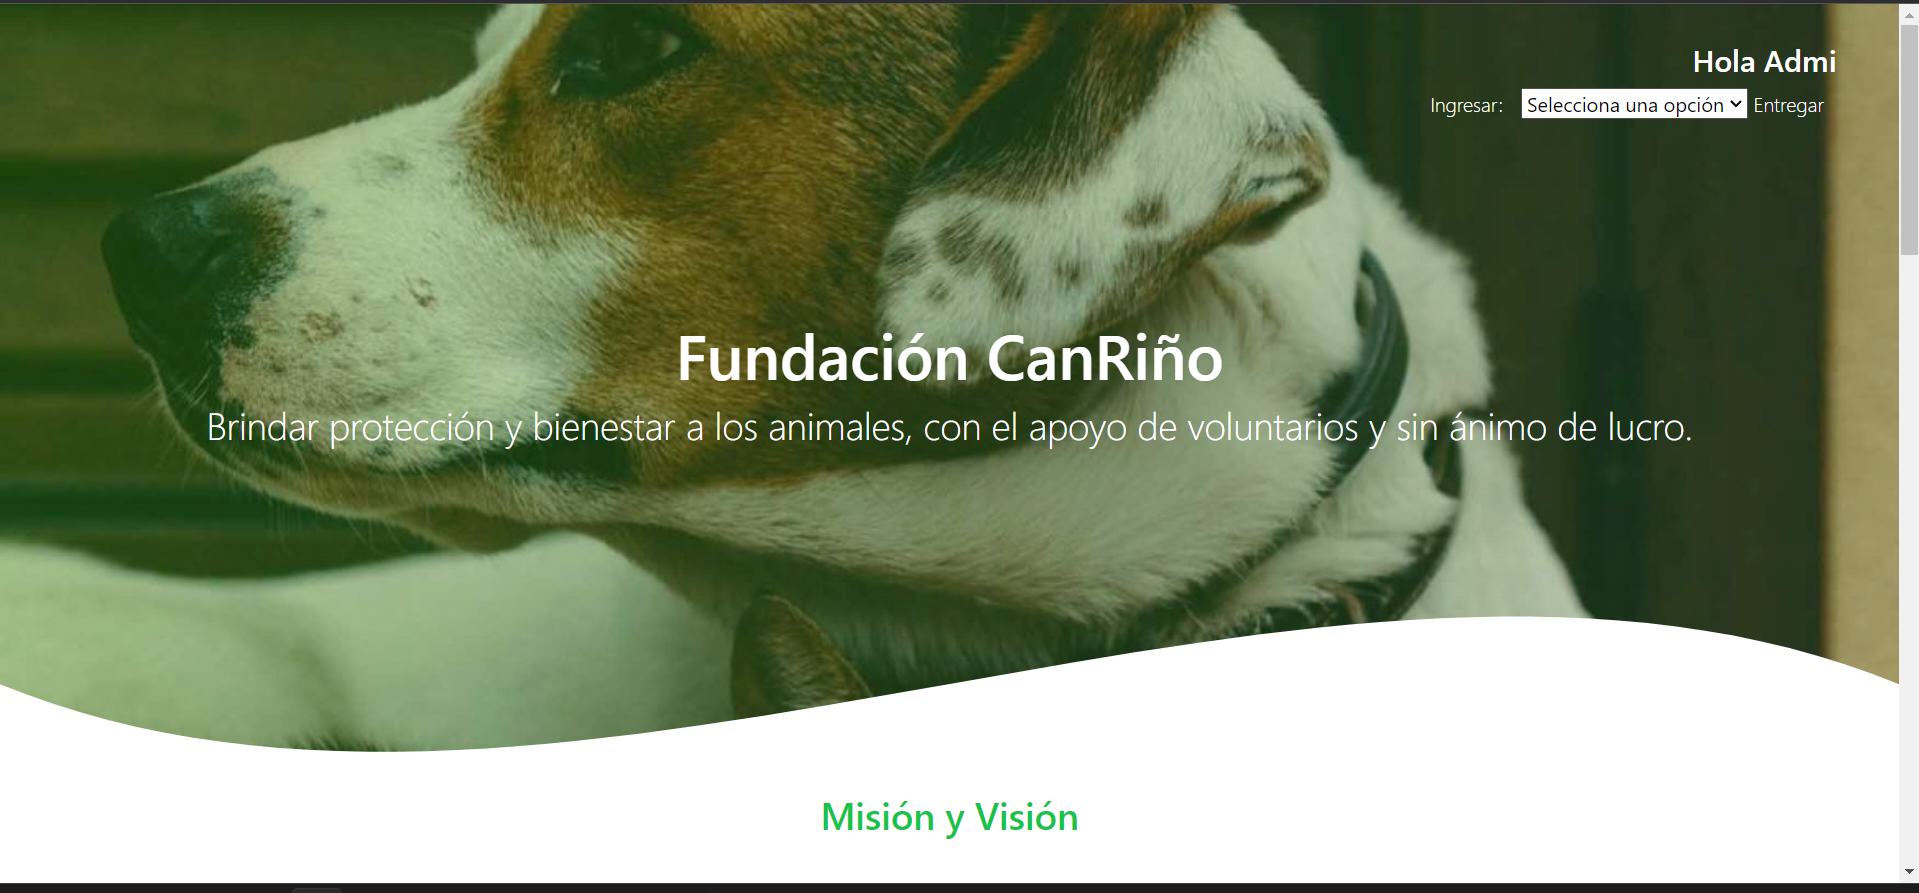 Hola Admi
Ingresar: Selecciona una opción Entregar
Fundación CanRiño
Brindar protección y bienestar a los animales, con el apoyo de voluntarios y sin ánimo de lucro.
Misión y Visión